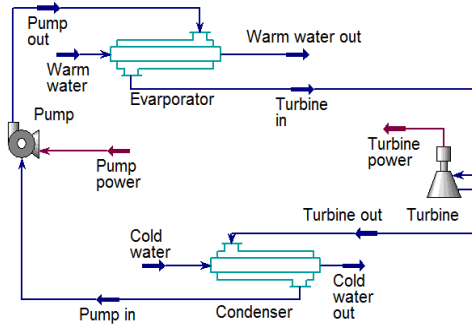 Pump
out
Warm water out
Warm
water
Evarporator
Turbine
in
Pump
Turbine
power
Pump
power
Turbine out
Turbine
Cold
water
Cold
water
out
Pump in
Condenser